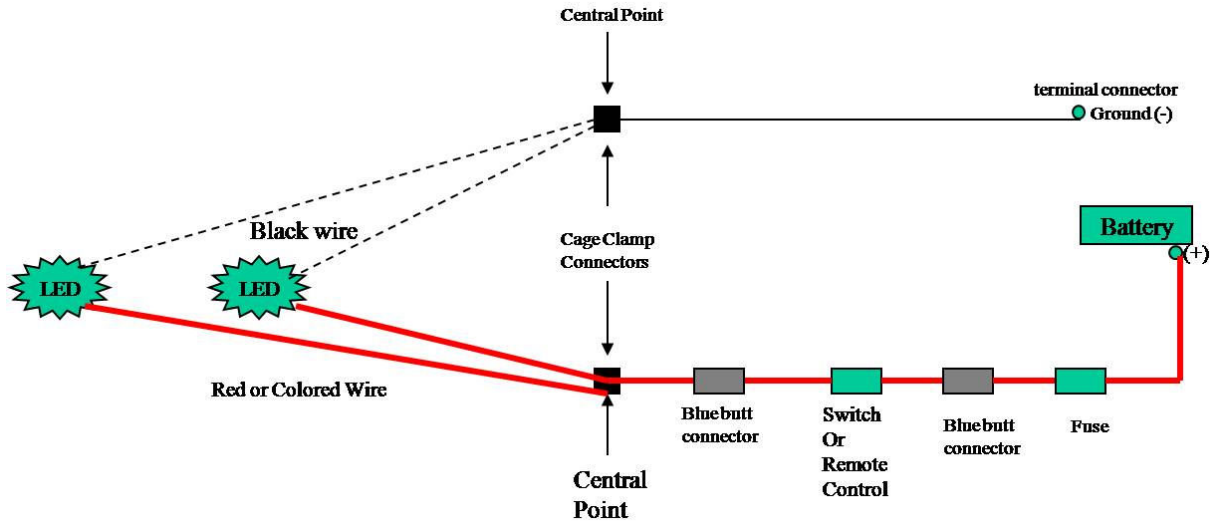 Central Point
terminal connector
Ground (-)
Black wire
Battery
(+)
Cage Clamp
Connectors
LED
LED
Red or Colored Wire
Blue butt
connector
Switch
Or
Remote
Control
Blue butt
connector
Fuse
Central
Point